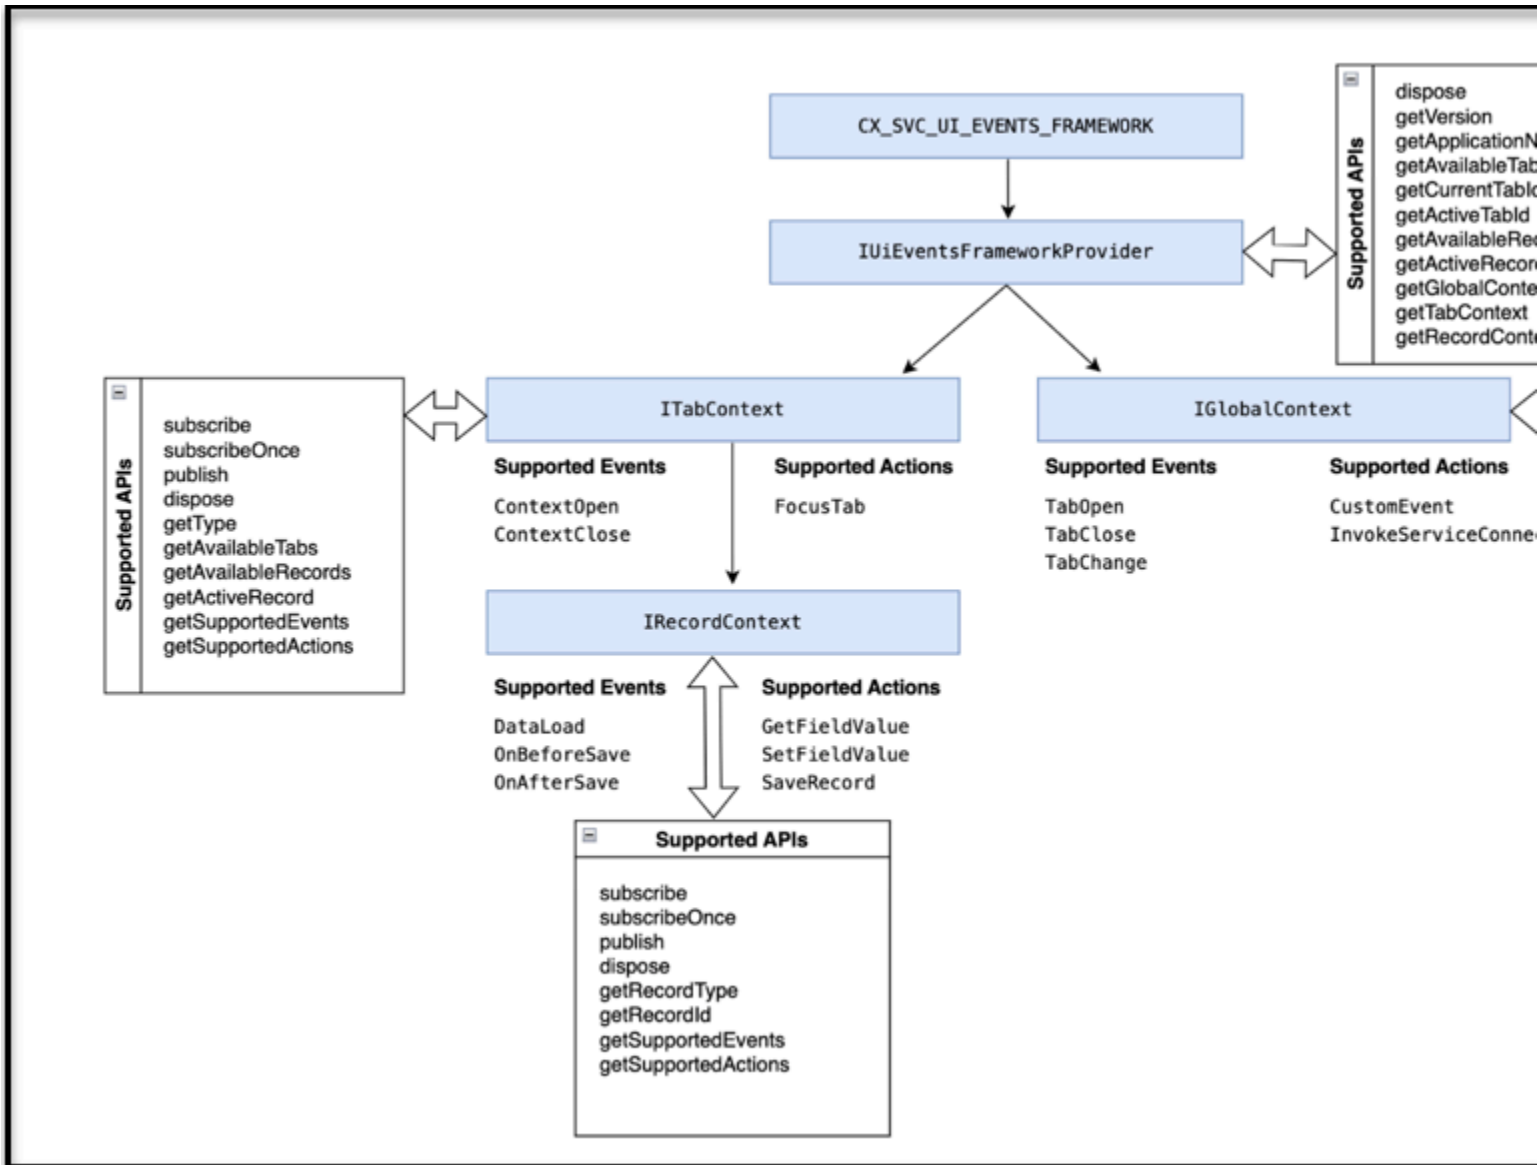 CX_SVC_UI_EVENTS_FRAMEWORK
IUiEventsFrameworkProvider
Supported APIs
dispose
getVersion
getActiveTabId
getTabContext
ITabContext
Supported Events
ContextOpen
ContextClose
Supported Actions
FocusTab
Supported APIs
subscribe
subscribeOnce
publish
dispose
getType
getAvailableTabs
getAvailableRecords
getActiveRecord
getSupportedEvents
getSupportedActions
IGlobalContext
Supported Events
TabOpen
TabClose
TabChange
Supported Actions
CustomEvent
IRecordContext
Supported Events
DataLoad
OnBeforeSave
OnAfterSave
Supported Actions
GetFieldValue
SetFieldValue
SaveRecord
Supported APIs
subscribe
subscribeOnce
publish
dispose
getRecordType
getRecordId
getSupportedEvents
getSupportedActions